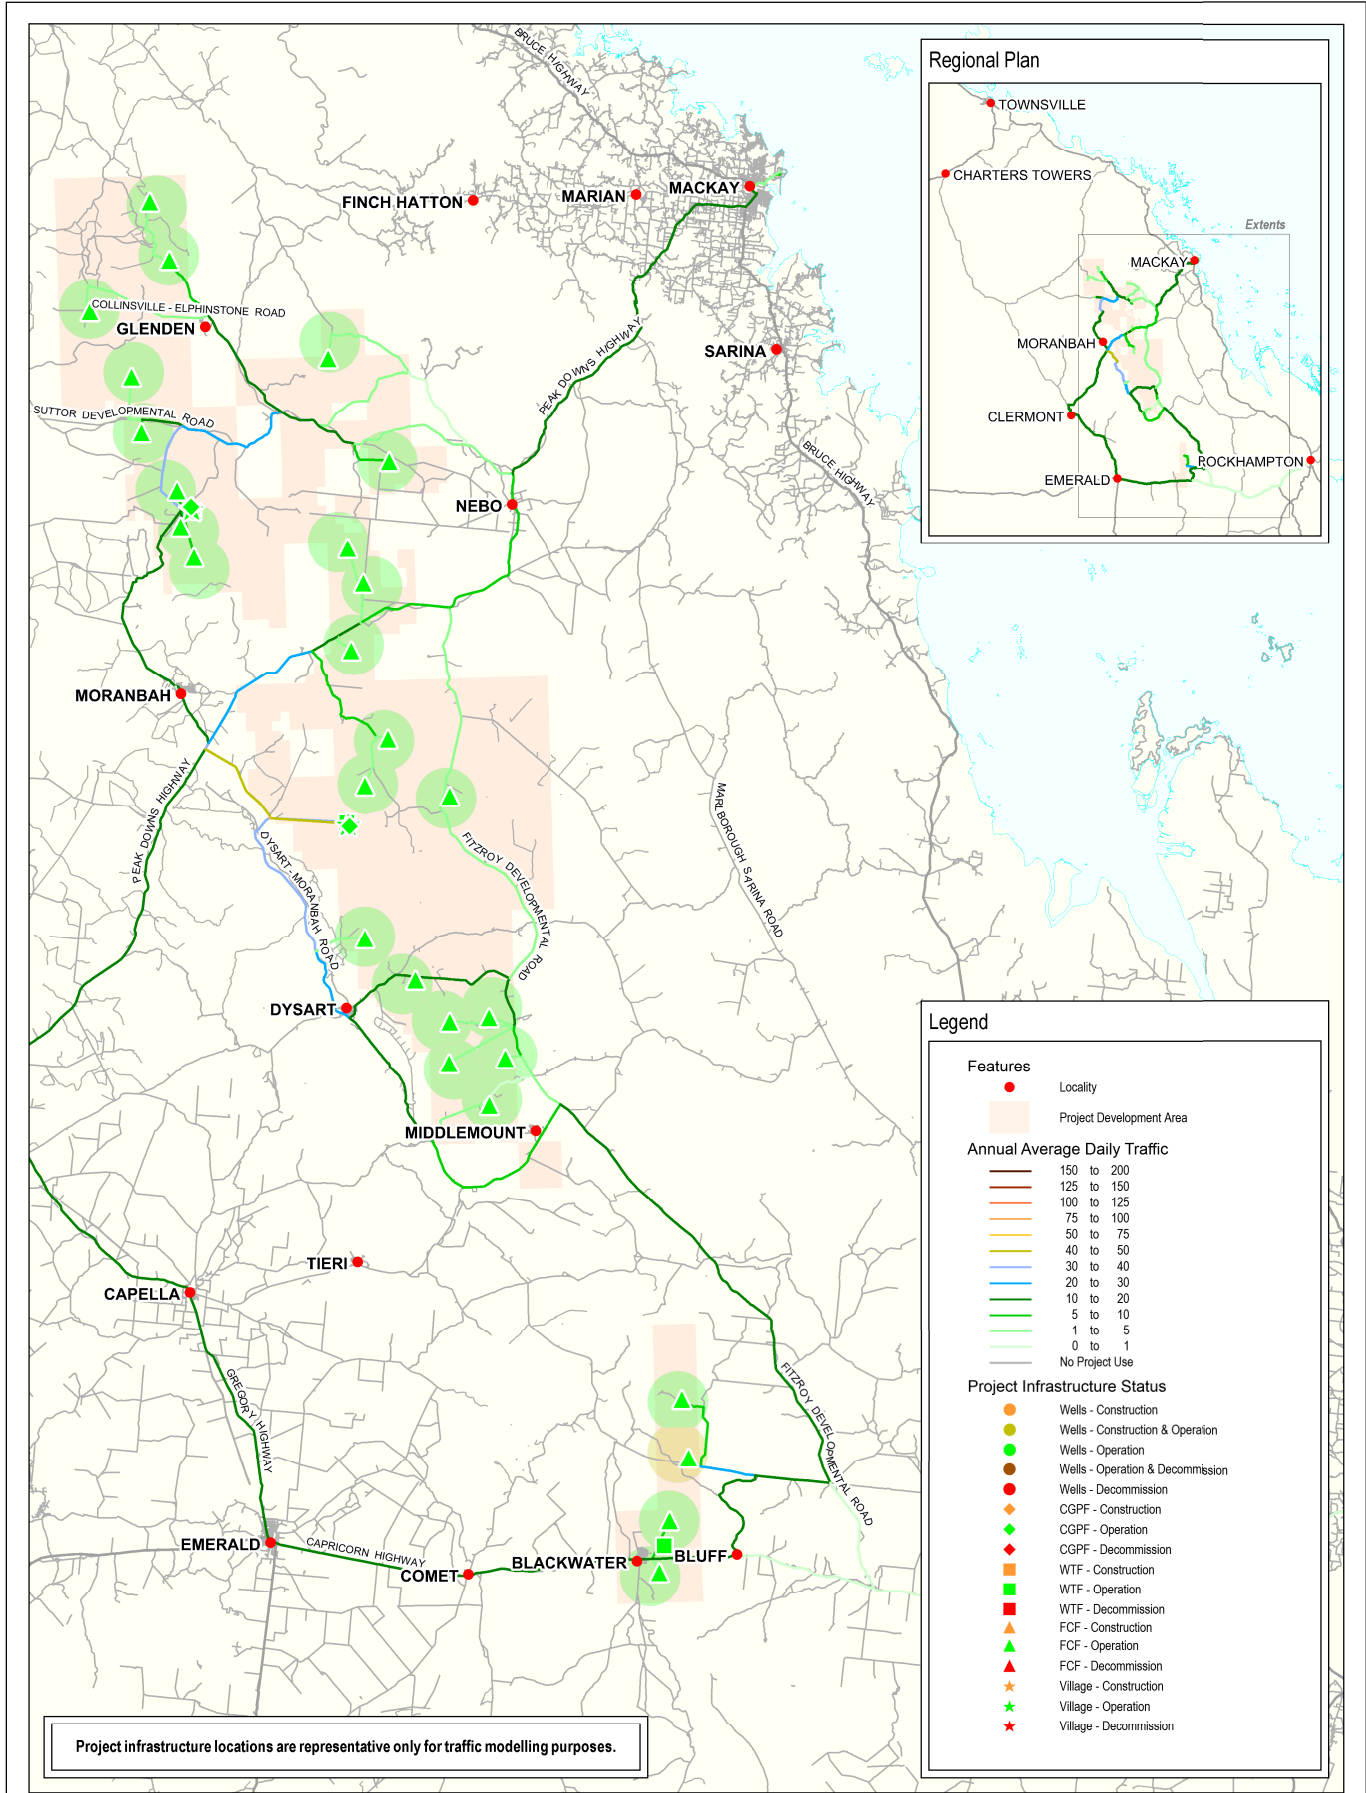 BRUCE HIGHWAY
Regional Plan
TOWNSVILLE
CHARTERS TOWERS
Extents
MACKAY
MORANBAH
CLERMONT
ROCKHAMPTON
EMERALD
FINCH HATTON
MARIAN
MACKAY
COLLINSVILLE - ELPHINSTONE ROAD
GLENDEN
SARINA
PEAK DOWNS HIGHWAY
SUTTOR DEVELOPMENTAL ROAD
BRUCE HIGHWAY
NEBO
MORANBAH
PEAK DOWNS HIGHWAY
DYSART-MORANBAH ROAD
FITZROY DEVELOPMENTAL ROAD
MARLBOROUGH SARINA ROAD
DYSART
MIDDLEMOUNT
TIERI
CAPELLA
GREGORY HIGHWAY
FITZROY DEVELOPMENTAL ROAD
EMERALD
CAPRICORN HIGHWAY
COMET
BLACKWATER
BLUFF
Legend
Features
Locality
Project Development Area
Annual Average Daily Traffic
150 to 200
125 to 150
100 to 125
75 to 100
50 to 75
40 to 50
30 to 40
20 to 30
10 to 20
5 to 10
1 to 5
0 to 1
No Project Use
Project Infrastructure Status
Wells - Construction
Wells - Construction & Operation
Wells - Operation
Wells - Operation & Decommission
Wells - Decommission
CGPF - Construction
CGPF - Operation
CGPF - Decommission
WTF - Construction
WTF - Operation
WTF - Decommission
FCF - Construction
FCF - Operation
FCF - Decommission
Village - Construction
Village - Operation
Village - Decommission
Project infrastructure locations are representative only for traffic modelling purposes.